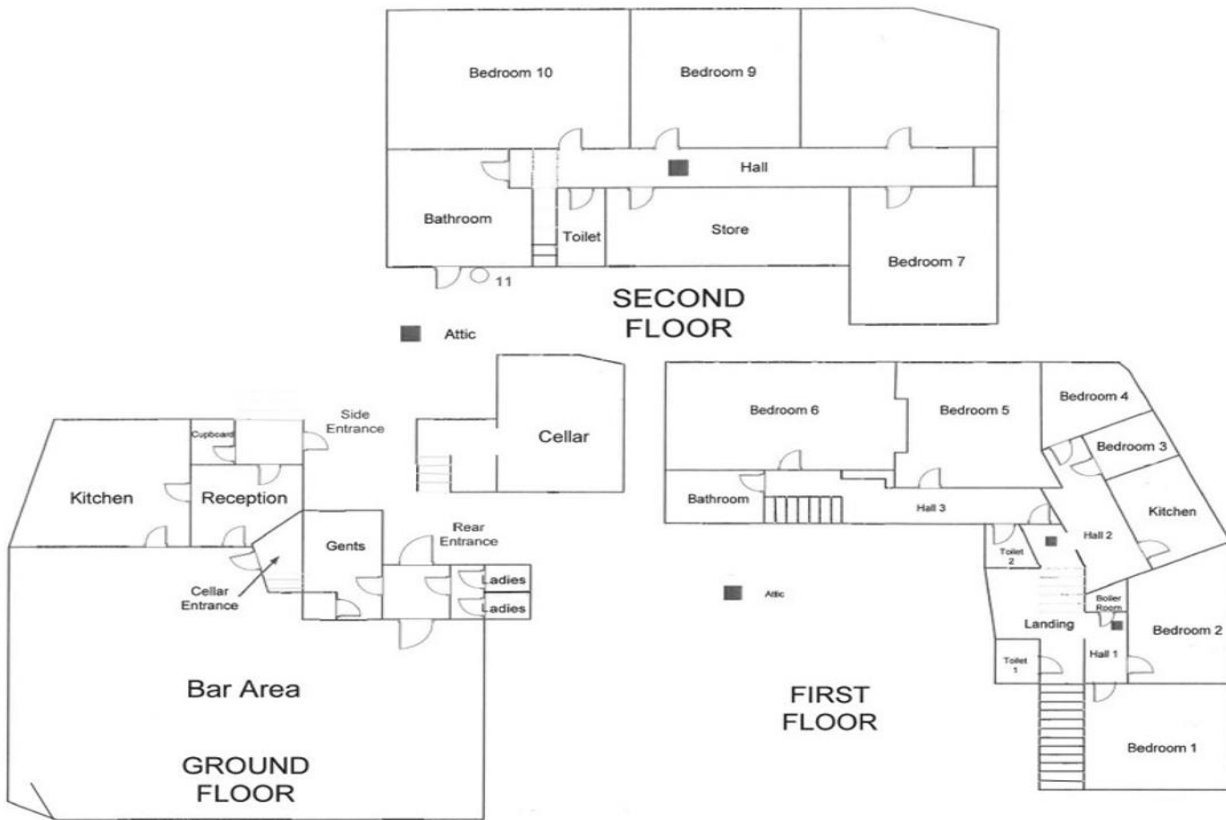 Bedroom 10
Bedroom 9
Hall
Bathroom
Toilet
Store
Bedroom 7
11
SECOND
FLOOR
Attic
Side
Entrance
Cupboard
Kitchen
Reception
Cellar
Gents
Rear
Entrance
Cellar
Entrance
Ladies
Ladies
Bar Area
GROUND
FLOOR
Bedroom 6
Bedroom 5
Bedroom 4
Bedroom 3
Bathroom
Hall 3
Kitchen
Hall 2
Toilet
2
Attic
Boiler
Room
Landing
Bedroom 2
Toilet
1
Hall 1
FIRST
FLOOR
Bedroom 1